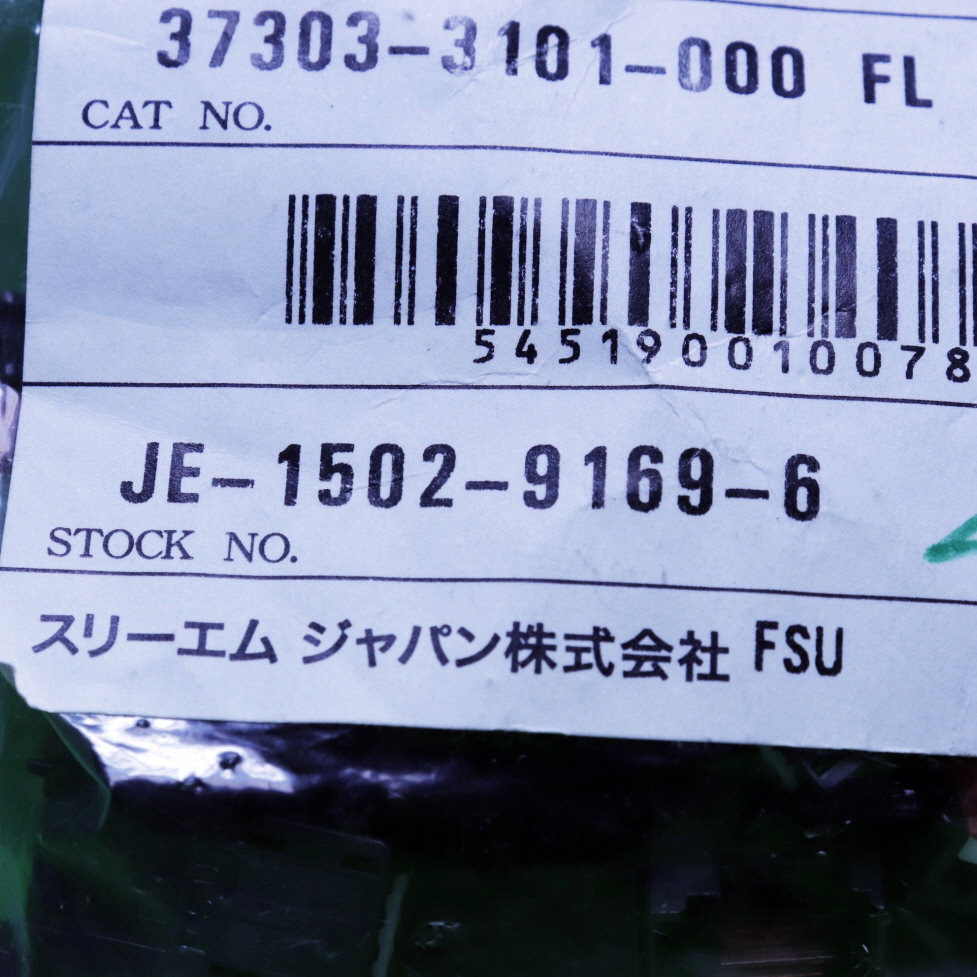 37303-3101-000 FL
CAT NO.
545190010078
JE-1502-9169-6
STOCK NO.
スリーエム ジャパン株式会社 FSU